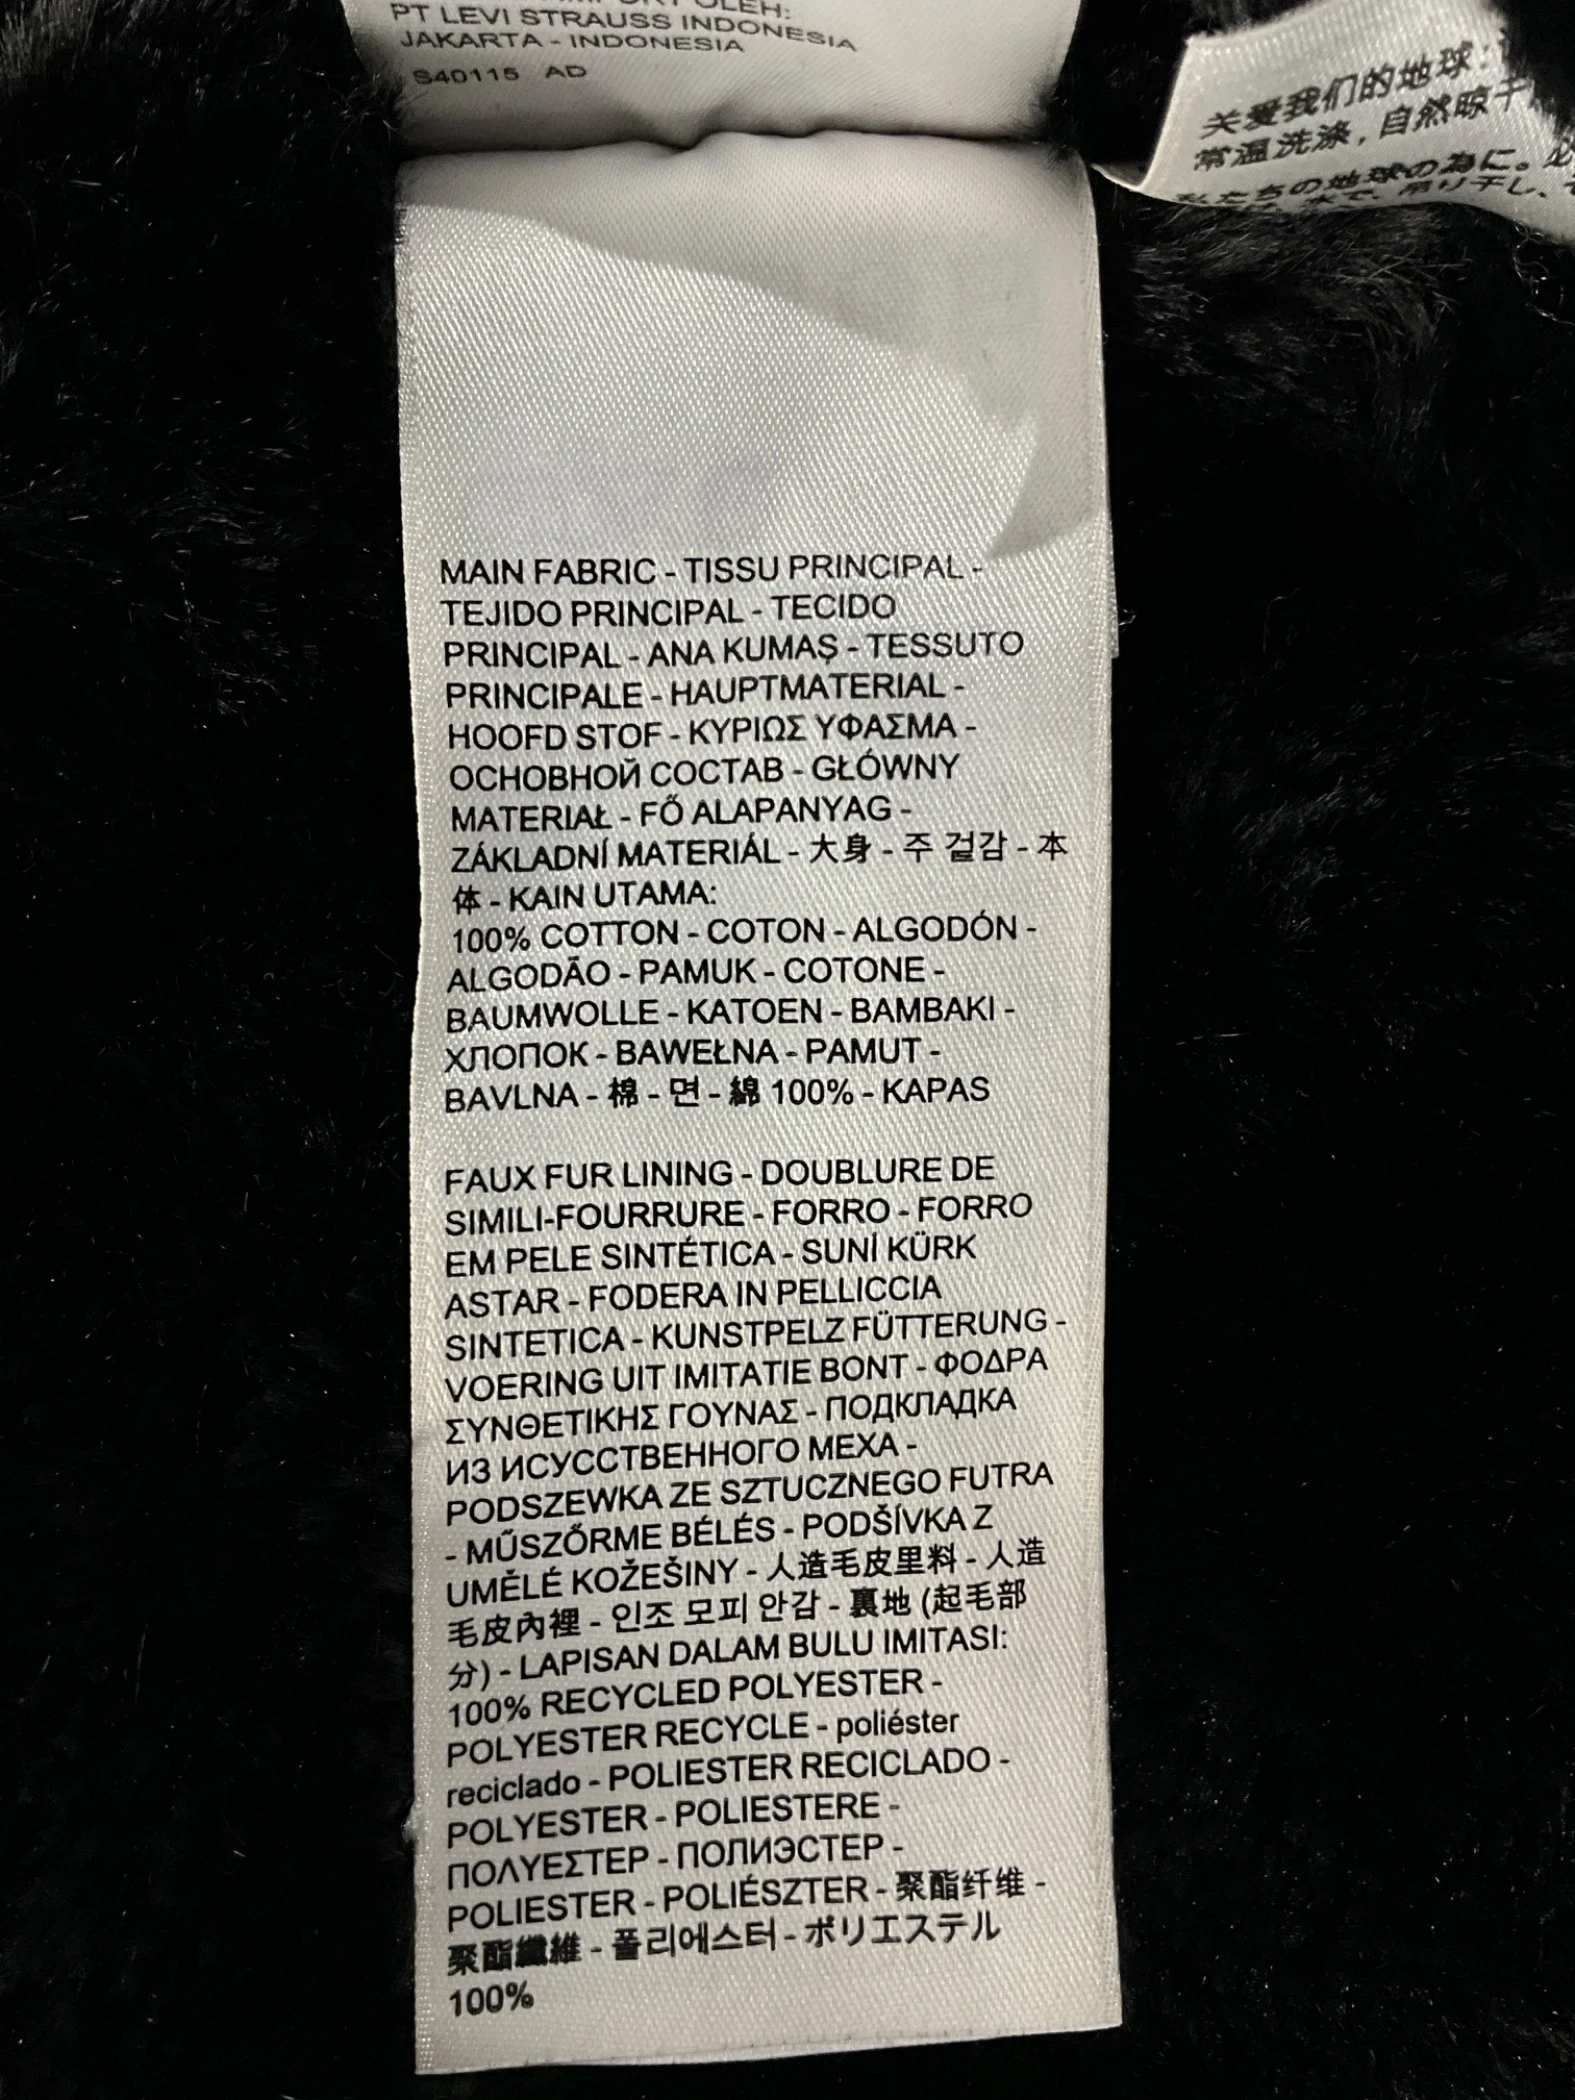 OLEH:
PT LEVI STRAUSS INDONESIA
JAKARTA - INDONESIA
S40115 AD
关爱我们的地球:
常温洗涤,自然晾干
私たちの地球の為に。必
水で、吊り干し、
MAIN FABRIC - TISSU PRINCIPAL -
TEJIDO PRINCIPAL - TECIDO
PRINCIPAL - ANA KUMAŞ - TESSUTO
PRINCIPALE - HAUPTMATERIAL -
HOOFD STOF - ΚΥΡΙΩΣ ΥΦΑΣΜΑ -
ОСНОВНОЙ СОСТАВ - GŁÓWNY
MATERIAŁ - FŐ ALAPANYAG -
ZÁKLADNÍ MATERIÁL - 大身 - 주 겉감 - 本
体 - KAIN UTAMA:
100% COTTON - COTON - ALGODÓN -
ALGODÃO - PAMUK - COTONE -
BAUMWOLLE - KATOEN - BAMBAKI -
ХЛОПОК - BAWEŁNA - PAMUT -
BAVLNA - 棉 - 면 - 綿 100% - KAPAS
FAUX FUR LINING - DOUBLURE DE
SIMILI-FOURRURE - FORRO - FORRO
EM PELE SINTÉTICA - SUNİ KÜRK
ASTAR - FODERA IN PELLICCIA
SINTETICA - KUNSTPELZ FÜTTERUNG -
VOERING UIT IMITATIE BONT - ΦΟΔΡΑ
ΣΥΝΘΕΤΙΚΗΣ ΓΟΥΝΑΣ - ПОДКЛАДКА
ИЗ ИСУССТВЕННОГО МЕХА -
PODSZEWKA ZE SZTUCZNEGO FUTRA
- MŰSZŐRME BÉLÉS - PODŠÍVKA Z
UMĚLÉ KOŽEŠINY - 人造毛皮里料 - 人造
毛皮內裡 - 인조 모피 안감 - 裏地 (起毛部
分) - LAPISAN DALAM BULU IMITASI:
100% RECYCLED POLYESTER -
POLYESTER RECYCLE - poliéster
reciclado - POLIESTER RECICLADO -
POLYESTER - POLIESTERE -
ΠΟΛΥΕΣΤΕΡ - ПОЛИЭСТЕР -
POLIESTER - POLIÉSZTER - 聚酯纤维 -
聚酯纖維 - 폴리에스터 - ポリエステル
100%